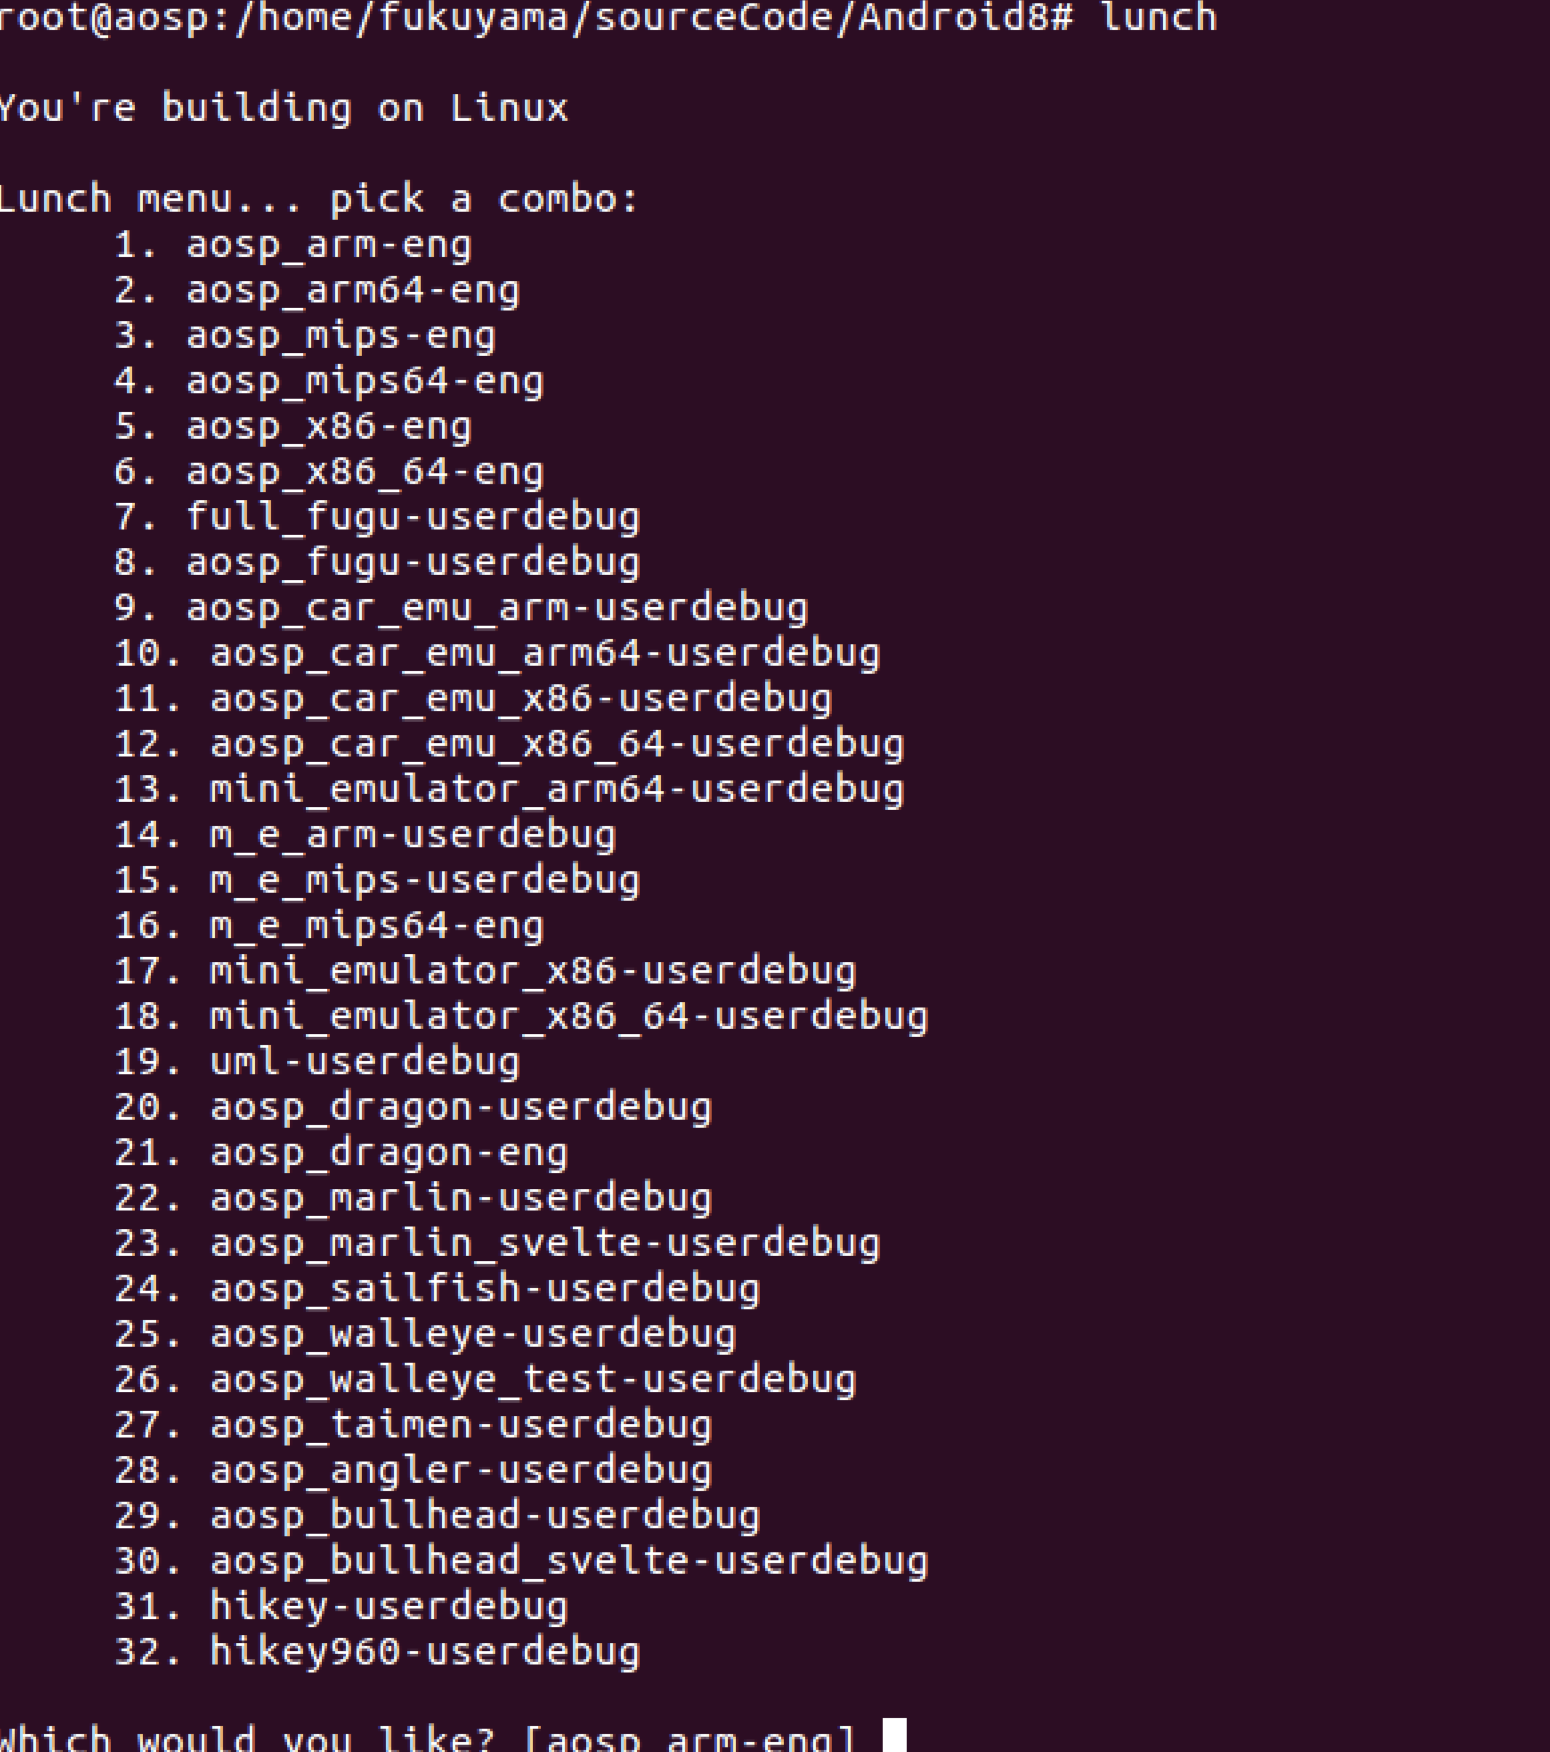 root@aosp:/home/fukuyama/sourceCode/Android8# lunch
You're building on Linux
Lunch menu... pick a combo:
1. aosp_arm-eng
2. aosp_arm64-eng
3. aosp_mips-eng
4. aosp_mips64-eng
5. aosp_x86-eng
6. aosp_x86_64-eng
7. full_fugu-userdebug
8. aosp_fugu-userdebug
9. aosp_car_emu_arm-userdebug
10. aosp_car_emu_arm64-userdebug
11. aosp_car_emu_x86-userdebug
12. aosp_car_emu_x86_64-userdebug
13. mini_emulator_arm64-userdebug
14. m_e_arm-userdebug
15. m_e_mips-userdebug
16. m_e_mips64-eng
17. mini_emulator_x86-userdebug
18. mini_emulator_x86_64-userdebug
19. uml-userdebug
20. aosp_dragon-userdebug
21. aosp_dragon-eng
22. aosp_marlin-userdebug
23. aosp_marlin_svelte-userdebug
24. aosp_sailfish-userdebug
25. aosp_walleye-userdebug
26. aosp_walleye_test-userdebug
27. aosp_taimen-userdebug
28. aosp_angler-userdebug
29. aosp_bullhead-userdebug
30. aosp_bullhead_svelte-userdebug
31. hikey-userdebug
32. hikey960-userdebug
Which would you like? [aosp_arm-eng]